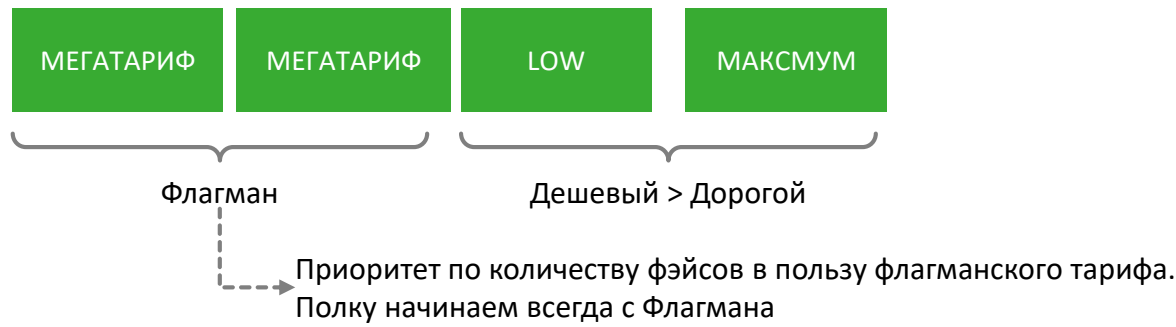 МЕГАТАРИФ МЕГАТАРИФ LOW МАКСМУМ
Флагман Дешевый > Дорогой
Приоритет по количеству фэйсов в пользу флагманского тарифа.
Полку начинаем всегда с Флагмана